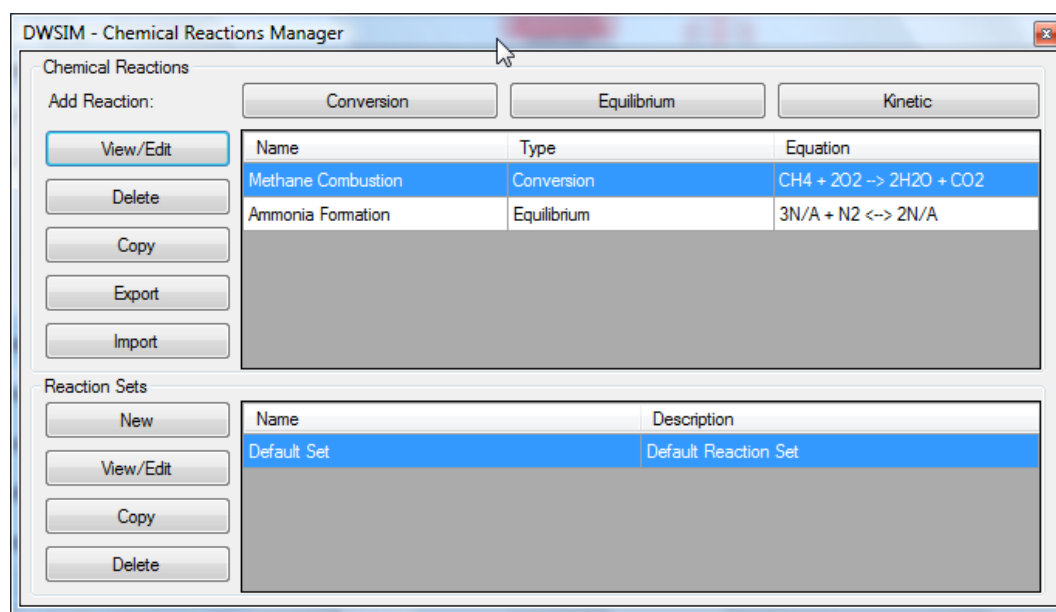 DWSIM - Chemical Reactions Manager
Chemical Reactions
Add Reaction: Conversion Equilibrium Kinetic
View/Edit
Delete
Copy
Export
Import
Name Type Equation
Methane Combustion Conversion CH4 + 2O2 --> 2H2O + CO2
Ammonia Formation Equilibrium 3N/A + N2 <--> 2N/A
Reaction Sets
New
View/Edit
Copy
Delete
Name Description
Default Set Default Reaction Set